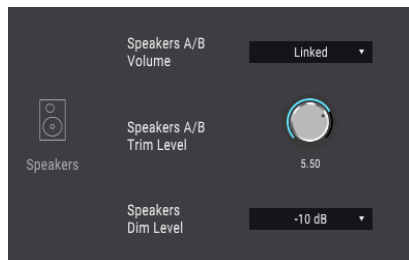 Speakers A/B
Volume
Linked
Speakers
Speakers A/B
Trim Level
5.50
Speakers
Dim Level
-10 dB